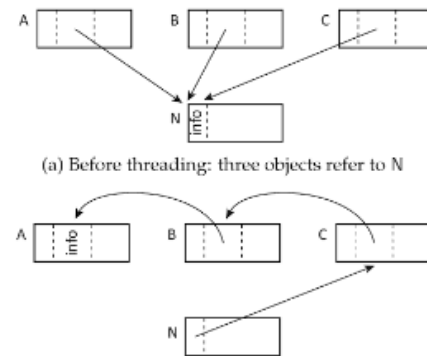 A B C
N info
(a) Before threading: three objects refer to N
A info B C
N